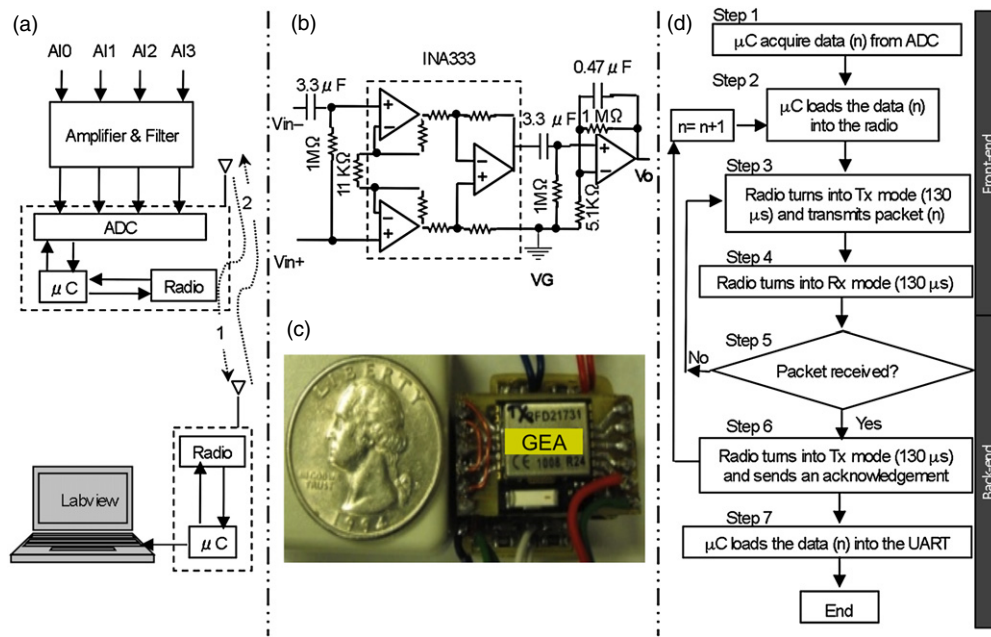 (a)
AI0 AI1 AI2 AI3
Amplifier & Filter
ADC
μC
Radio
2
1
Radio
μC
Labview
(b)
INA333
3.3 μF
Vin−
1MΩ
11 KΩ
Vin+
3.3 μF
1MΩ
VG
0.47 μF
1 MΩ
5.1KΩ
Vo
(c)
LIBERTY
1994
RFD21731
GEA
CE 1008 R24
(d)
Step 1
μC acquire data (n) from ADC
Step 2
μC loads the data (n)
into the radio
n= n+1
Step 3
Radio turns into Tx mode (130
μs) and transmits packet (n)
Step 4
Radio turns into Rx mode (130 μs)
Step 5
No
Packet received?
Yes
Step 6
Radio turns into Tx mode (130 μs)
and sends an acknowledgement
Step 7
μC loads the data (n) into the UART
End
Front-end
Back-end